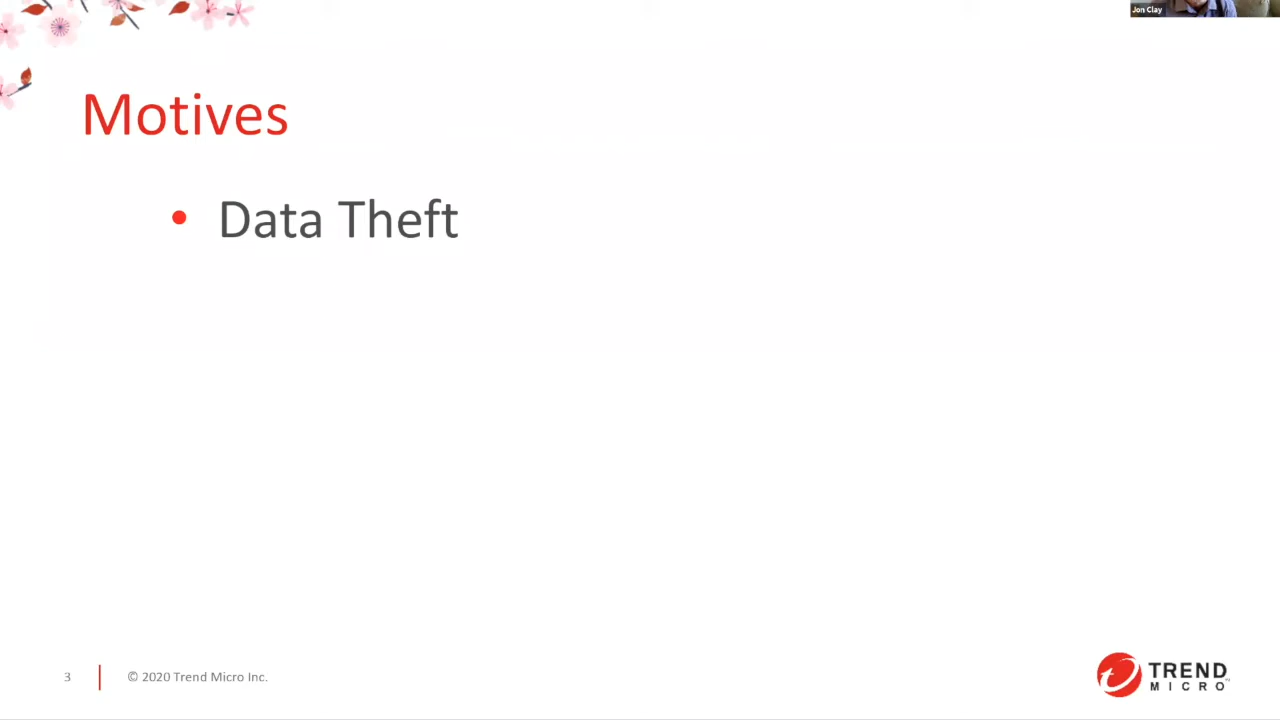 Jon Clay
Motives
• Data Theft
3
© 2020 Trend Micro Inc.
TREND
MICRO